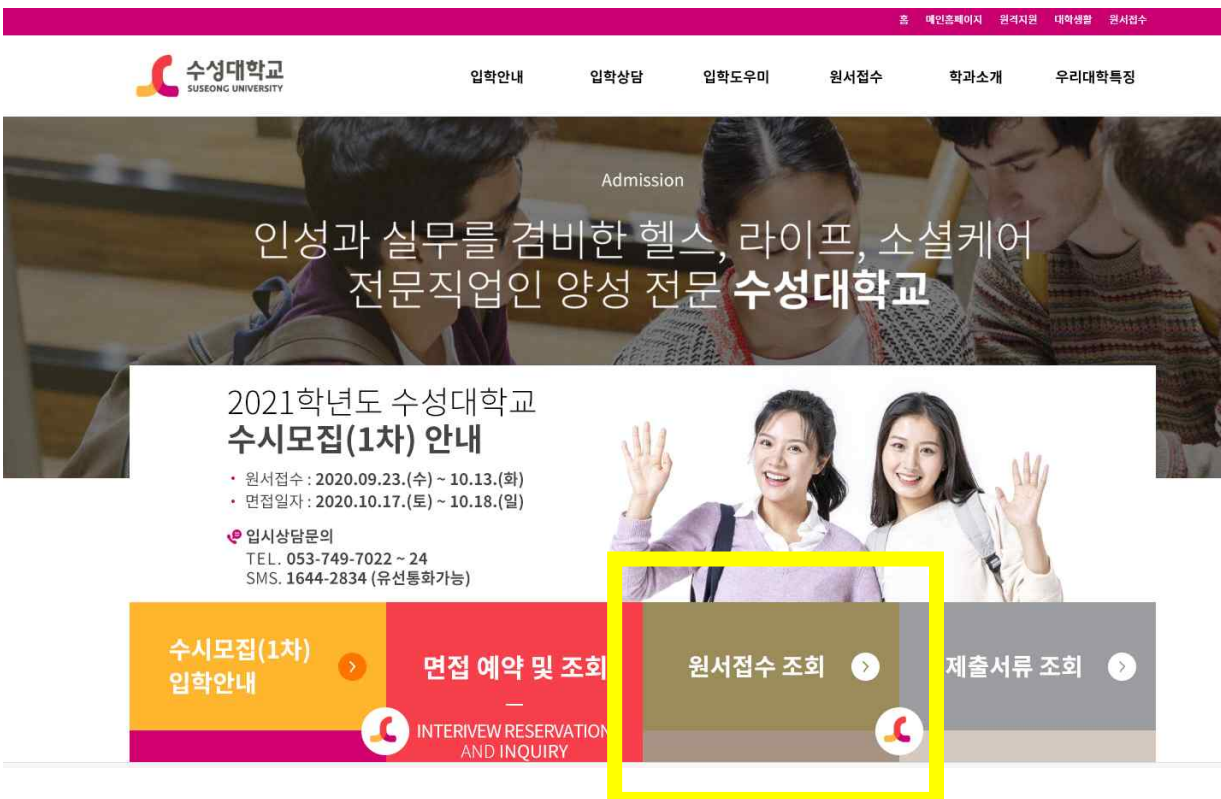 홈 메인홈페이지 원격지원 대학생활 원서접수
수성대학교
SUSEONG UNIVERSITY
입학안내 입학상담 입학도우미 원서접수 학과소개 우리대학특징
Admission
인성과 실무를 겸비한 헬스, 라이프, 소셜케어
전문직업인 양성 전문 수성대학교
2021학년도 수성대학교
수시모집(1차) 안내
• 원서접수 : 2020.09.23.(수) ~ 10.13.(화)
• 면접일자 : 2020.10.17.(토) ~ 10.18.(일)
입시상담문의
TEL. 053-749-7022 ~ 24
SMS. 1644-2834 (유선통화가능)
수시모집(1차)
입학안내
면접 예약 및 조회
INTERIVEW RESERVATION
AND INQUIRY
원서접수 조회
제출서류 조회